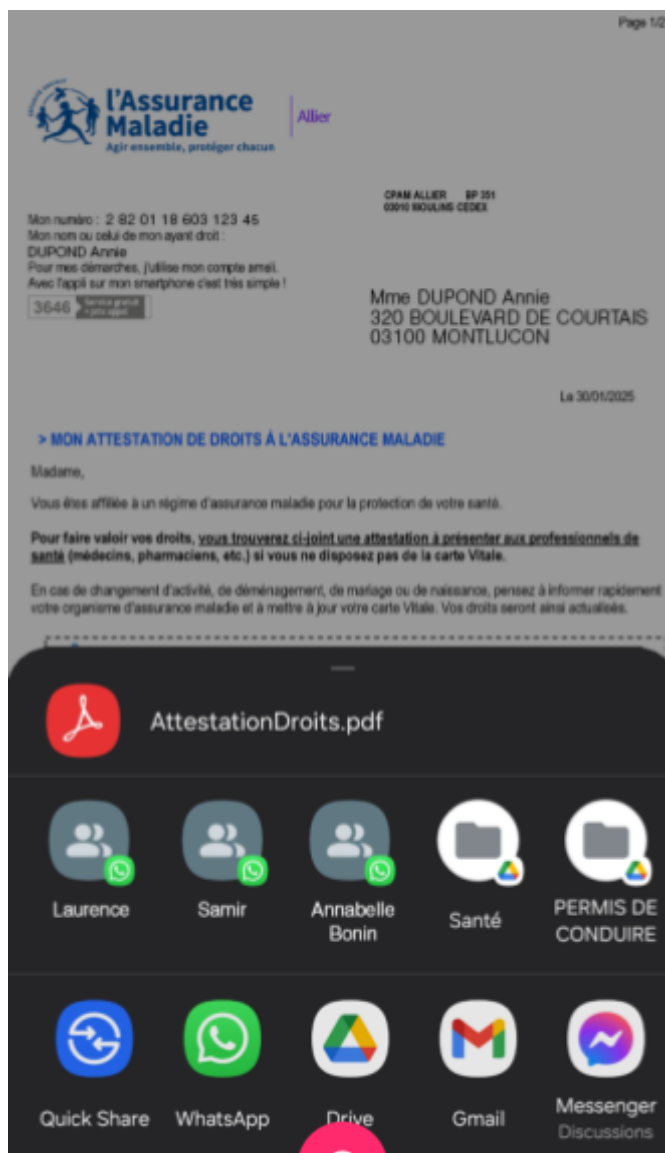 Page 1/2
l'Assurance
Maladie
Agir ensemble, protéger chacun
Allier
CPAM ALLIER BP 351
03010 MOULINS CEDEX
Mon numéro : 2 82 01 18 603 123 45
Mon nom ou celui de mon ayant droit :
DUPOND Annie
Pour mes démarches, j'utilise mon compte ameli.
Avec l'appli sur mon smartphone c'est très simple !
3646 Service gratuit
+ prix appel
Mme DUPOND Annie
320 BOULEVARD DE COURTAIS
03100 MONTLUCON
Le 30/01/2025
> MON ATTESTATION DE DROITS À L'ASSURANCE MALADIE
Madame,
Vous êtes affiliée à un régime d'assurance maladie pour la protection de votre santé.
Pour faire valoir vos droits, vous trouverez ci-joint une attestation à présenter aux professionnels de
santé (médecins, pharmaciens, etc.) si vous ne disposez pas de la carte Vitale.
En cas de changement d'activité, de déménagement, de mariage ou de naissance, pensez à informer rapidement
votre organisme d'assurance maladie et à mettre à jour votre carte Vitale. Vos droits seront ainsi actualisés.
AttestationDroits.pdf
Laurence
Samir
Annabelle
Bonin
Santé
PERMIS DE
CONDUIRE
Quick Share
WhatsApp
Drive
Gmail
Messenger
Discussions